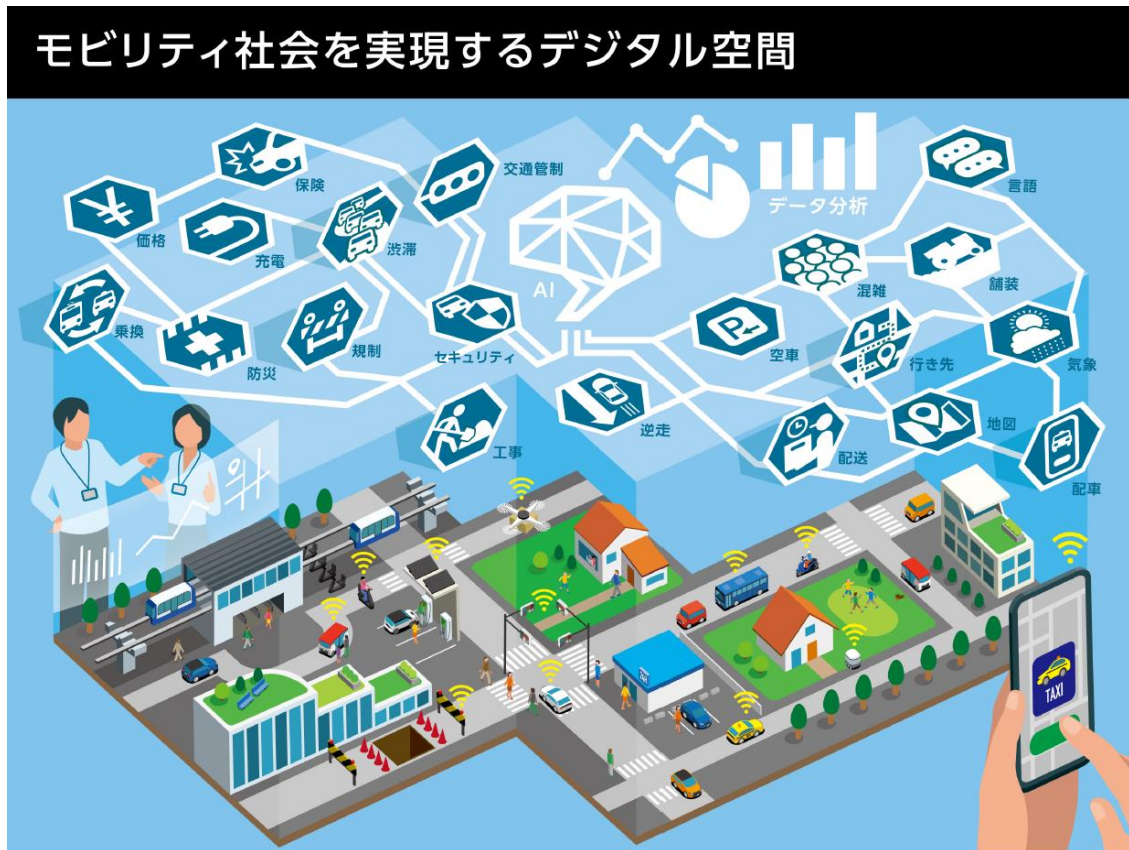 モビリティ社会を実現するデジタル空間
保険
交通管制
データ分析
言語
価格
充電
渋滞
AI
混雑
舗装
乗換
防災
規制
セキュリティ
空車
行き先
気象
工事
逆走
配送
地図
配車
¥
P
TAXI